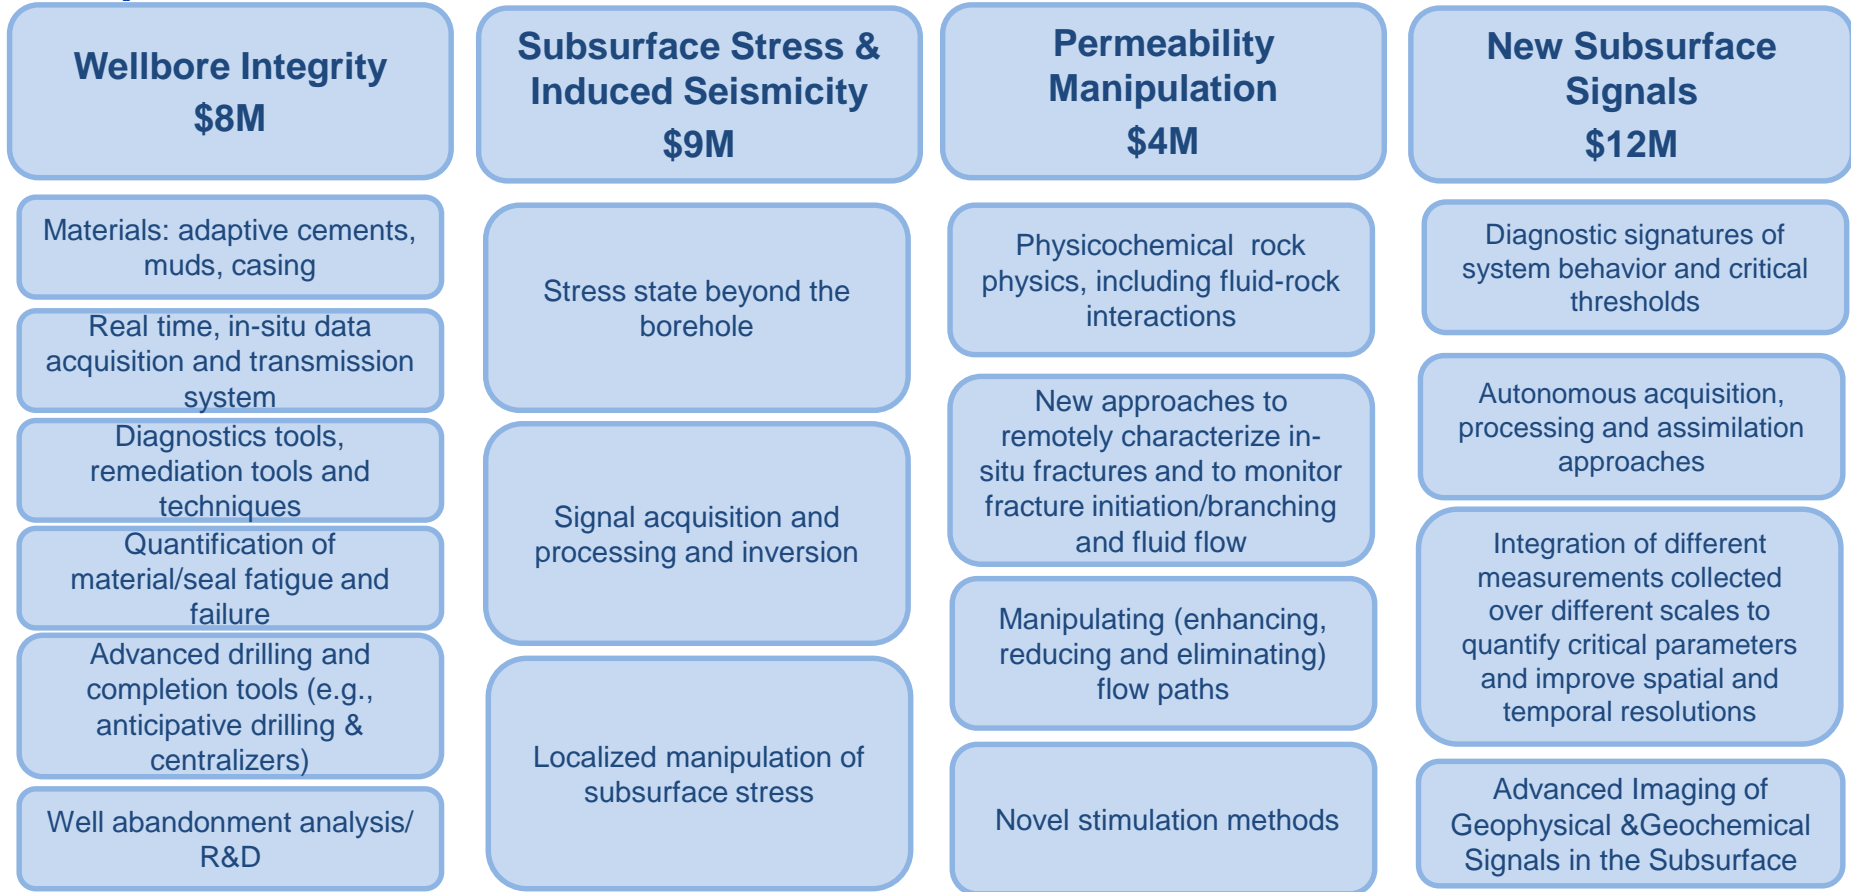 Wellbore Integrity
$8M
Materials: adaptive cements,
muds, casing
Real time, in-situ data
acquisition and transmission
system
Diagnostics tools,
remediation tools and
techniques
Quantification of
material/seal fatigue and
failure
Advanced drilling and
completion tools (e.g.,
anticipative drilling &
centralizers)
Well abandonment analysis/
R&D
Subsurface Stress &
Induced Seismicity
$9M
Stress state beyond the
borehole
Signal acquisition and
processing and inversion
Localized manipulation of
subsurface stress
Permeability
Manipulation
$4M
Physicochemical rock
physics, including fluid-rock
interactions
New approaches to
remotely characterize in-
situ fractures and to monitor
fracture initiation/branching
and fluid flow
Manipulating (enhancing,
reducing and eliminating)
flow paths
Novel stimulation methods
New Subsurface
Signals
$12M
Diagnostic signatures of
system behavior and critical
thresholds
Autonomous acquisition,
processing and assimilation
approaches
Integration of different
measurements collected
over different scales to
quantify critical parameters
and improve spatial and
temporal resolutions
Advanced Imaging of
Geophysical &Geochemical
Signals in the Subsurface